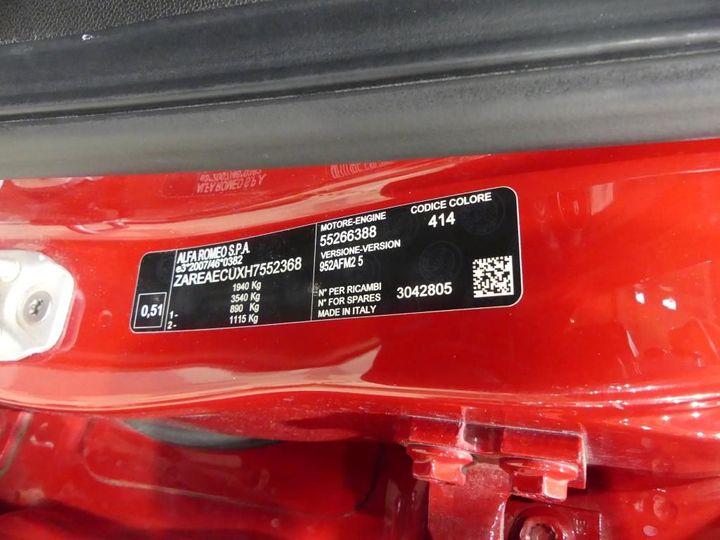 ALFA ROMEO S.P.A.
e3*2007/46*0382
ZAREAECUXH7552368
1940 Kg
3540 Kg
1- 890 Kg
2- 1115 Kg
0,51
MOTORE-ENGINE
55266388
VERSIONE-VERSION
952AFM2 5
CODICE COLORE
414
N° PER RICAMBI
N° FOR SPARES 3042805
MADE IN ITALY